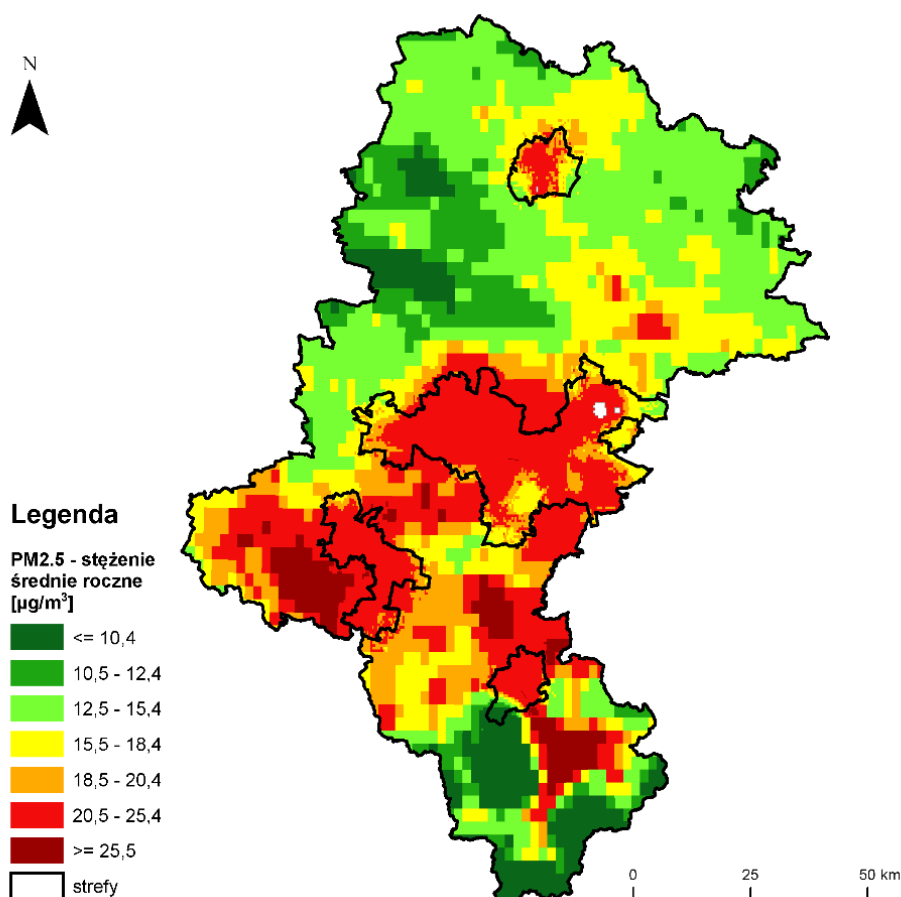 N
Legenda
PM2.5 - stężenie
średnie roczne
[µg/m³]
<= 10,4
10,5 - 12,4
12,5 - 15,4
15,5 - 18,4
18,5 - 20,4
20,5 - 25,4
>= 25,5
strefy
0 25 50 km